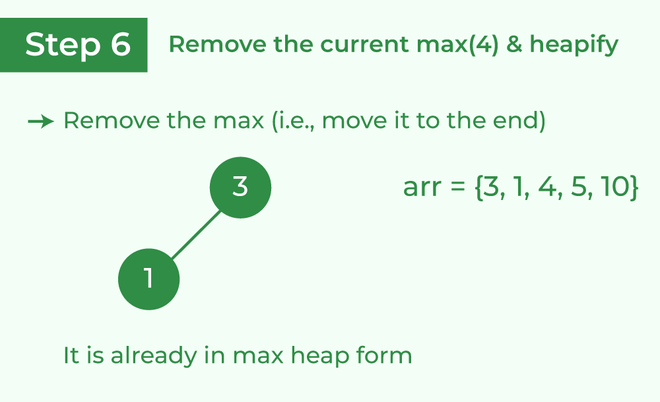 Step 6
Remove the current max(4) & heapify
→ Remove the max (i.e., move it to the end)
3
arr = {3, 1, 4, 5, 10}
1
It is already in max heap form